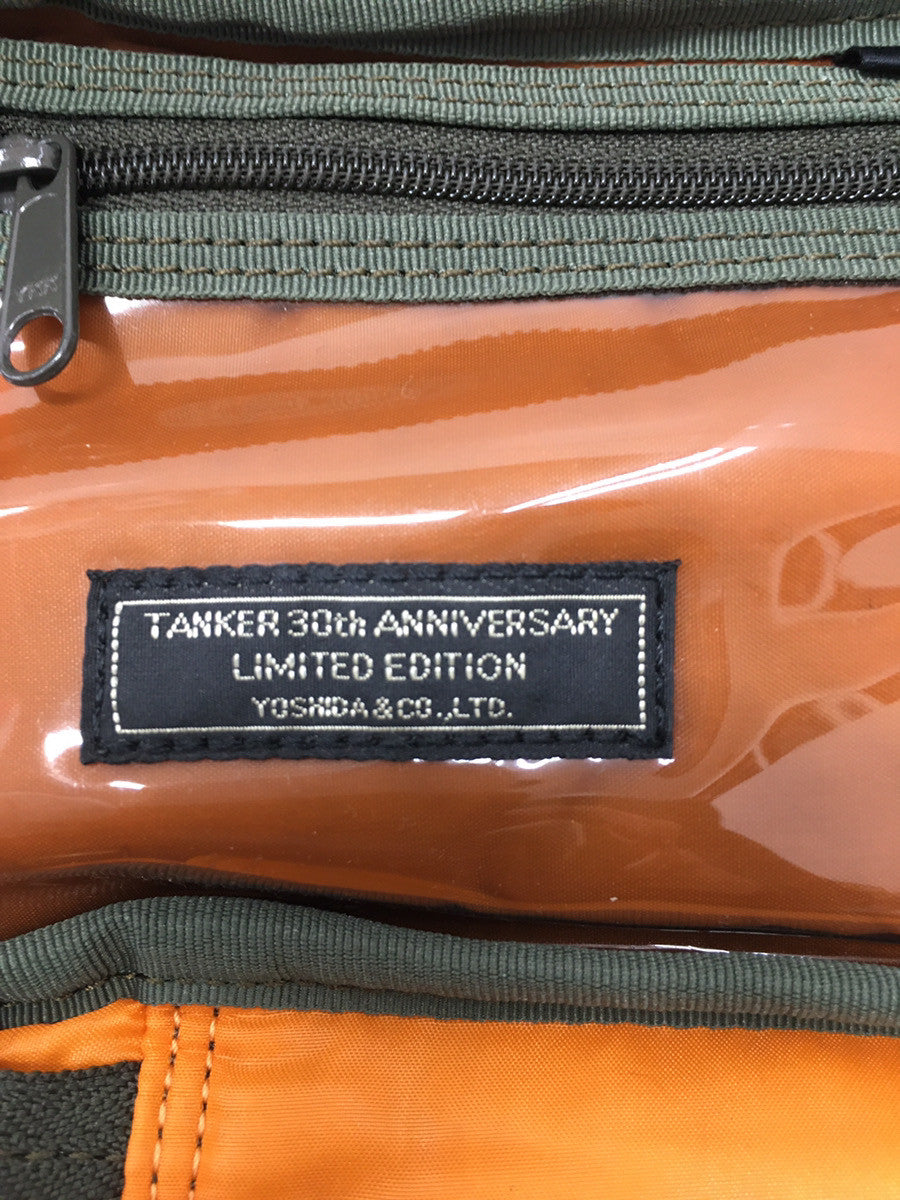 TANKER 30th ANNIVERSARY
LIMITED EDITION
YOSHIDA & CO.,LTD.